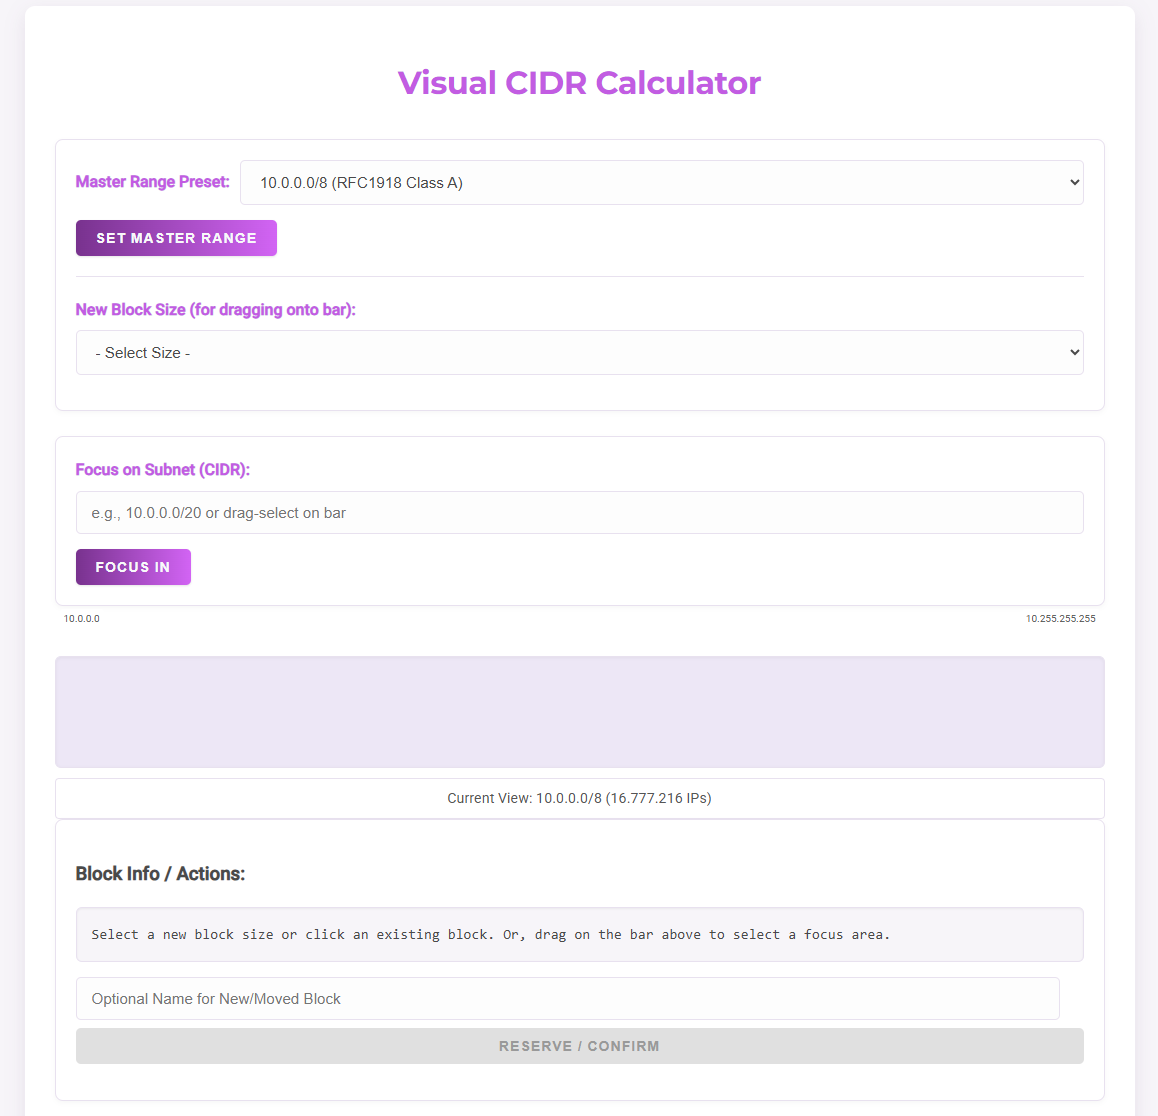 Visual CIDR Calculator
Master Range Preset:
10.0.0.0/8 (RFC1918 Class A)
SET MASTER RANGE
New Block Size (for dragging onto bar):
- Select Size -
Focus on Subnet (CIDR):
e.g., 10.0.0.0/20 or drag-select on bar
FOCUS IN
10.0.0.0
10.255.255.255
Current View: 10.0.0.0/8 (16.777.216 IPs)
Block Info / Actions:
Select a new block size or click an existing block. Or, drag on the bar above to select a focus area.
Optional Name for New/Moved Block
RESERVE / CONFIRM